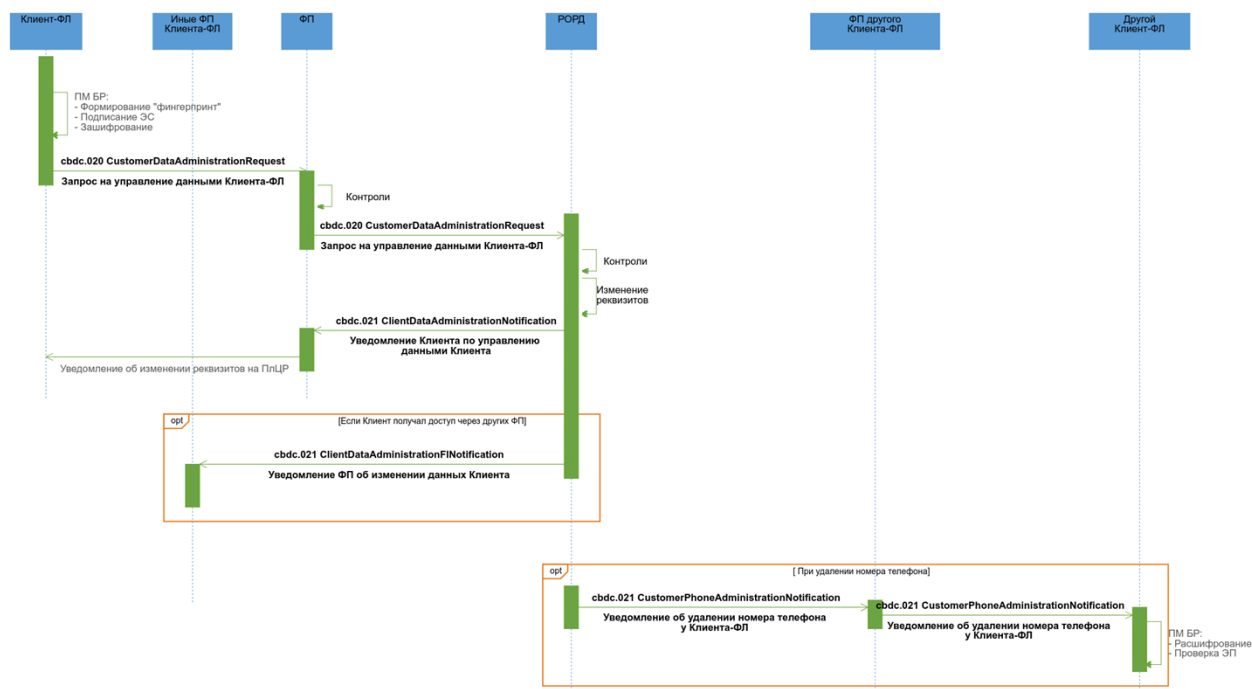 Клиент-ФЛ
Иные ФП
Клиента-ФЛ
ФП
РОРД
ФП другого
Клиента-ФЛ
Другой
Клиент-ФЛ
ПМ БР:
- Формирование "фингерпринт"
- Подписание ЭС
- Зашифрование
cbdc.020 CustomerDataAdministrationRequest
Запрос на управление данными Клиента-ФЛ
Контроли
cbdc.020 CustomerDataAdministrationRequest
Запрос на управление данными Клиента-ФЛ
Контроли
Изменение
реквизитов
cbdc.021 ClientDataAdministrationNotification
Уведомление Клиента по управлению
данными Клиента
Уведомление об изменении реквизитов на ПлЦР
opt
[Если Клиент получал доступ через других ФП]
cbdc.021 ClientDataAdministrationFINotification
Уведомление ФП об изменении данных Клиента
opt
[ При удалении номера телефона]
cbdc.021 CustomerPhoneAdministrationNotification
Уведомление об удалении номера телефона
у Клиента-ФЛ
cbdc.021 CustomerPhoneAdministrationNotification
Уведомление об удалении номера телефона
у Клиента-ФЛ
ПМ БР:
- Расшифрование
- Проверка ЭП